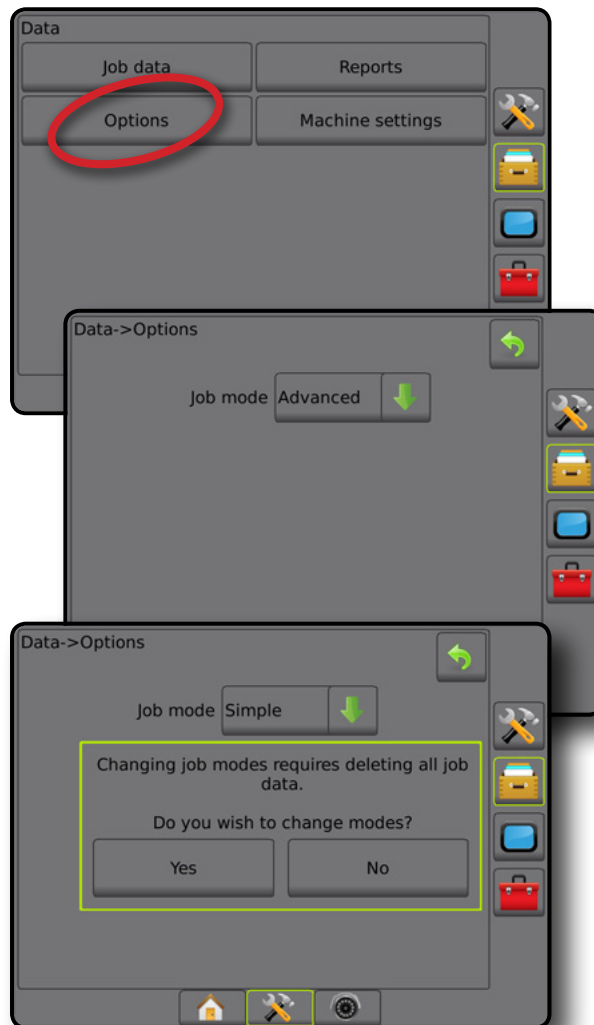 Data
Job data Reports
Options Machine settings
Data->Options
Job mode Advanced
Data->Options
Job mode Simple
Changing job modes requires deleting all job
data.
Do you wish to change modes?
Yes No